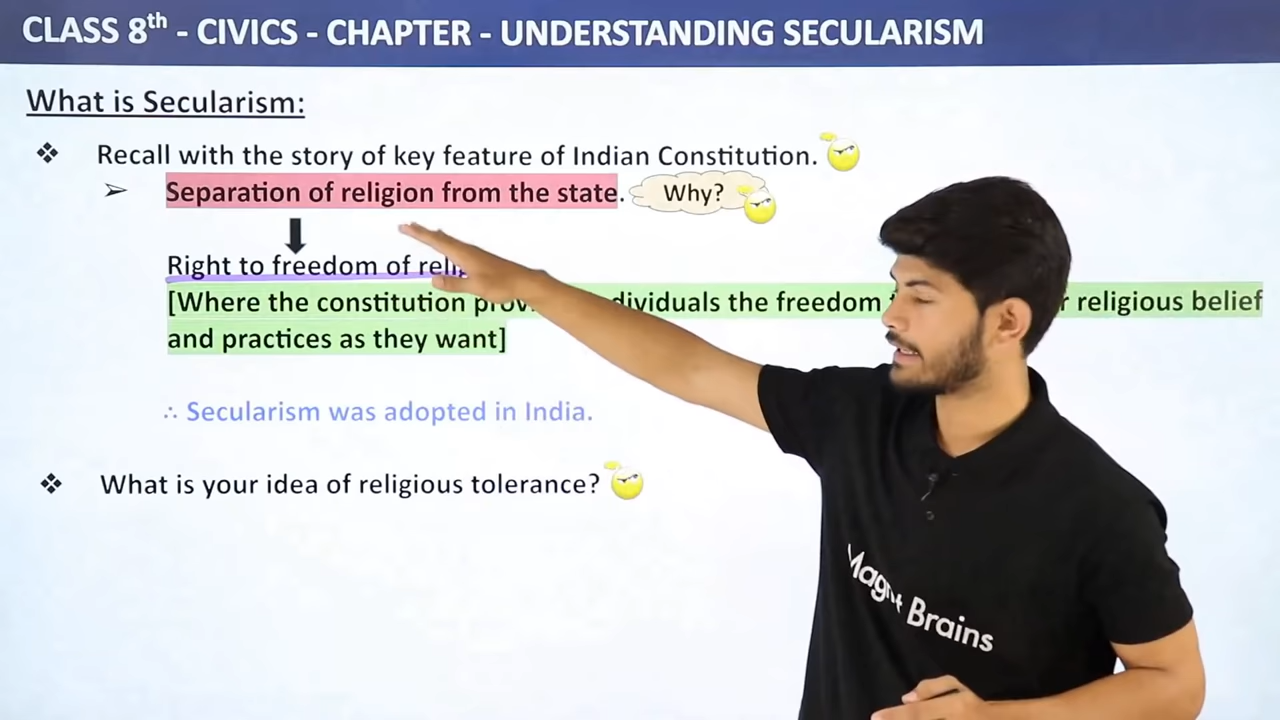 CLASS 8th - CIVICS - CHAPTER - UNDERSTANDING SECULARISM
What is Secularism:
❖ Recall with the story of key feature of Indian Constitution.
➢ Separation of religion from the state. Why?
Right to freedom of
[Where the constitution the freedom religious belief
and practices as they want]
∴ Secularism was adopted in India.
❖ What is your idea of religious tolerance?
Brains